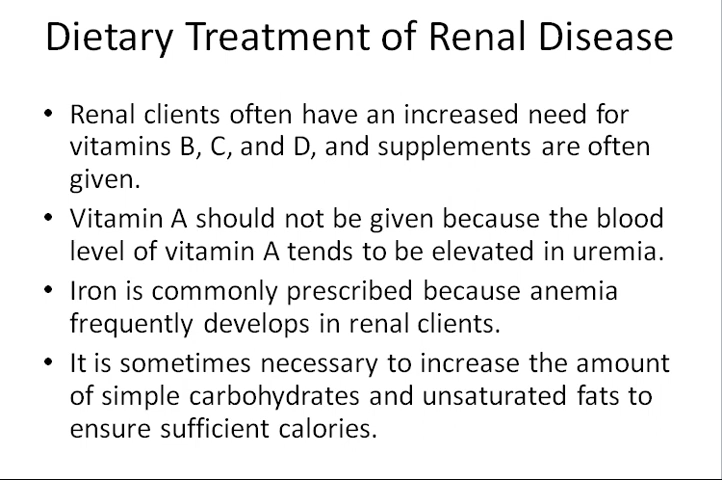 Dietary Treatment of Renal Disease
• Renal clients often have an increased need for
vitamins B, C, and D, and supplements are often
given.
• Vitamin A should not be given because the blood
level of vitamin A tends to be elevated in uremia.
• Iron is commonly prescribed because anemia
frequently develops in renal clients.
• It is sometimes necessary to increase the amount
of simple carbohydrates and unsaturated fats to
ensure sufficient calories.